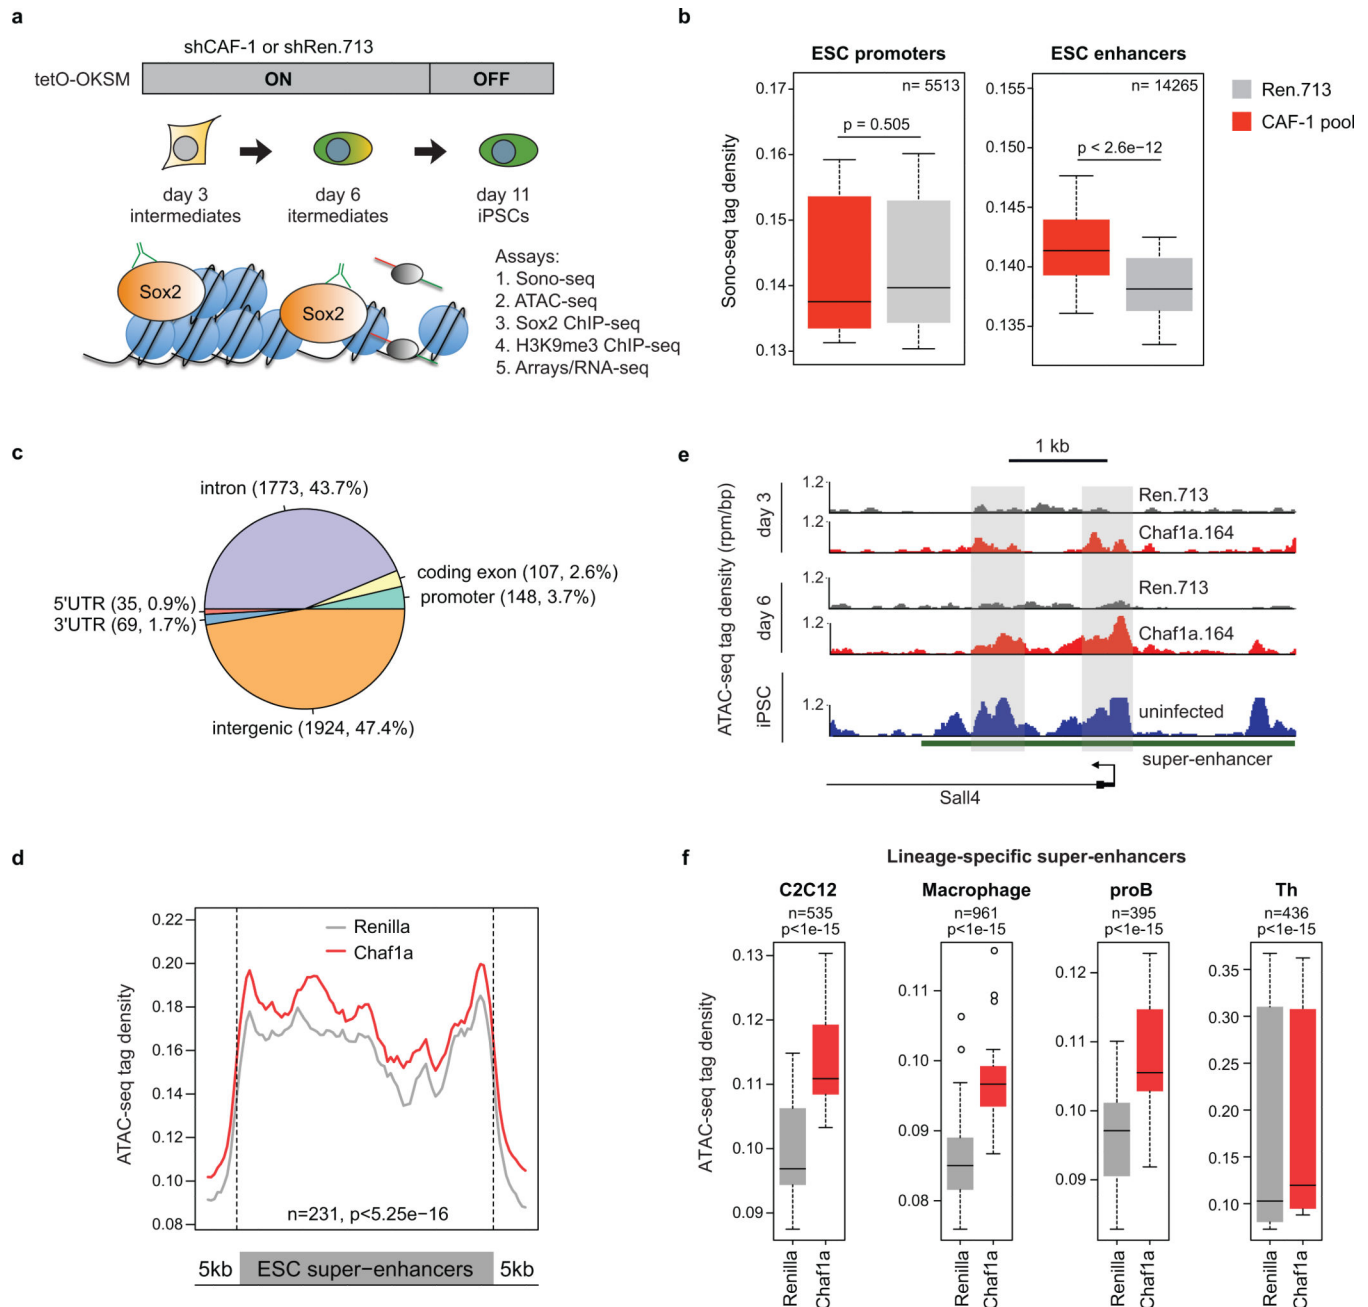 a
shCAF-1 or shRen.713
tetO-OKSM
ON
OFF
day 3
intermediates
day 6
itermediates
day 11
iPSCs
Sox2
Sox2
Assays:
1. Sono-seq
2. ATAC-seq
3. Sox2 ChIP-seq
4. H3K9me3 ChIP-seq
5. Arrays/RNA-seq
b
ESC promoters
ESC enhancers
Sono-seq tag density
n= 5513
p = 0.505
0.17
0.16
0.15
0.14
0.13
n= 14265
p < 2.6e−12
0.155
0.150
0.145
0.140
0.135
Ren.713
CAF-1 pool
c
intron (1773, 43.7%)
coding exon (107, 2.6%)
promoter (148, 3.7%)
5'UTR (35, 0.9%)
3'UTR (69, 1.7%)
intergenic (1924, 47.4%)
e
1 kb
ATAC-seq tag density (rpm/bp)
day 3
1.2
Ren.713
1.2
Chaf1a.164
day 6
1.2
Ren.713
1.2
Chaf1a.164
iPSC
1.2
uninfected
super-enhancer
Sall4
d
ATAC-seq tag density
0.22
0.20
0.18
0.16
0.14
0.12
0.10
0.08
Renilla
Chaf1a
n=231, p<5.25e−16
5kb
ESC super−enhancers
5kb
f
Lineage-specific super-enhancers
ATAC-seq tag density
C2C12
n=535
p<1e-15
0.13
0.12
0.11
0.10
0.09
Renilla
Chaf1a
Macrophage
n=961
p<1e-15
0.11
0.10
0.09
0.08
Renilla
Chaf1a
proB
n=395
p<1e-15
0.12
0.11
0.10
0.09
Renilla
Chaf1a
Th
n=436
p<1e-15
0.35
0.30
0.25
0.20
0.15
0.10
Renilla
Chaf1a